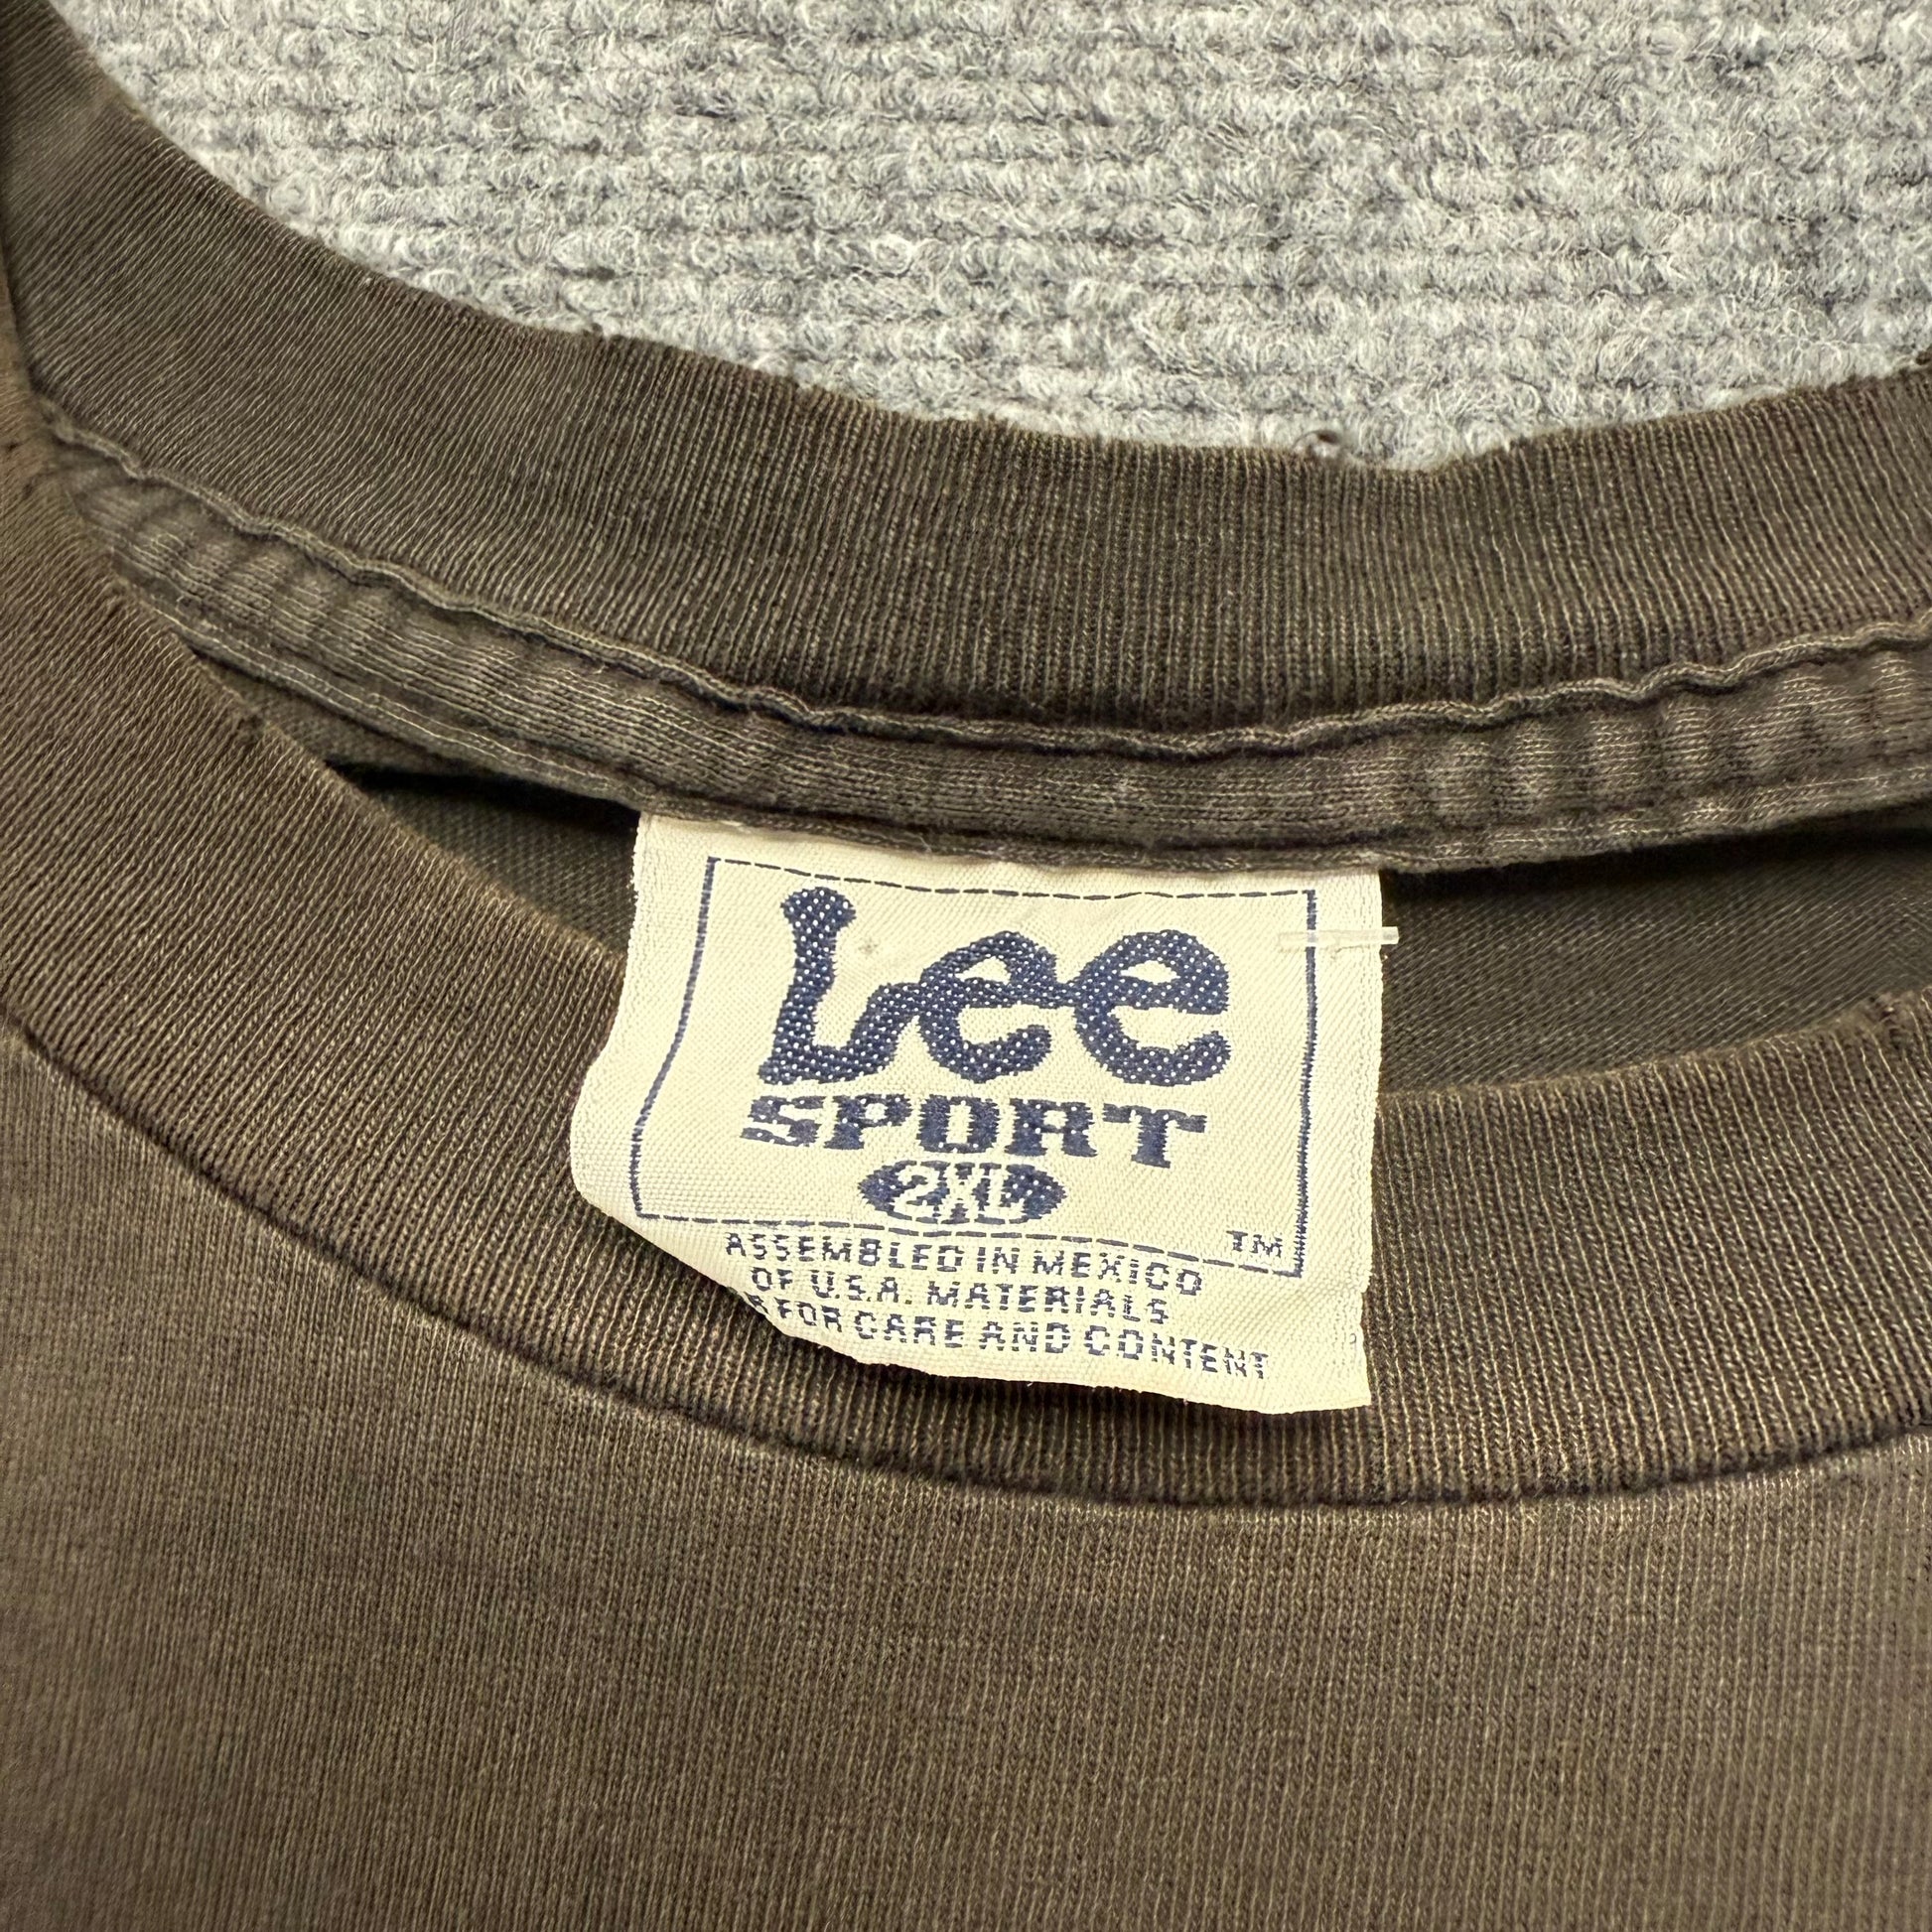 Lee
SPORT
2XL
TM
ASSEMBLED IN MEXICO
OF U.S.A. MATERIALS
FOR CARE AND CONTENT